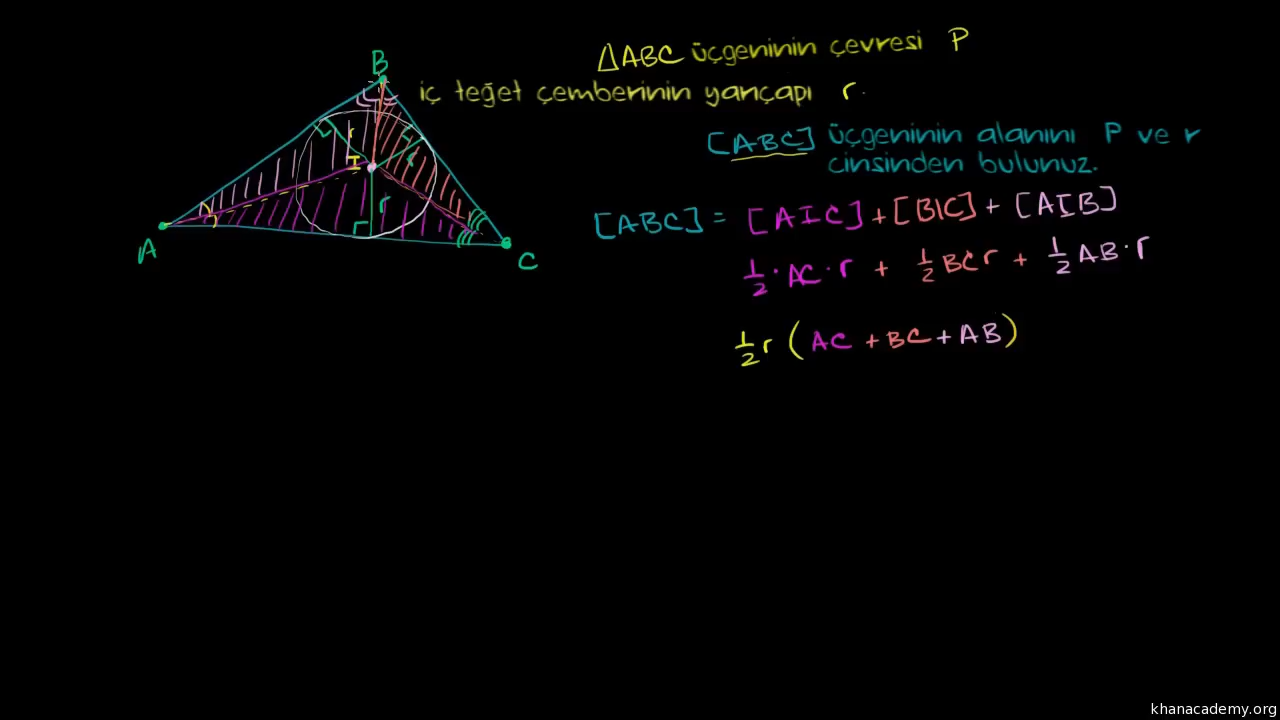 △ABC üçgeninin çevresi P
iç teğet çemberinin yarıçapı r.
[ABC] üçgeninin alanını P ve r
cinsinden bulunuz.
[ABC] = [AIC] + [BIC] + [AIB]
1/2 · AC · r + 1/2 BC r + 1/2 AB · r
1/2 r (AC + BC + AB)
B
r
I
r
r
A
C
khanacademy.org